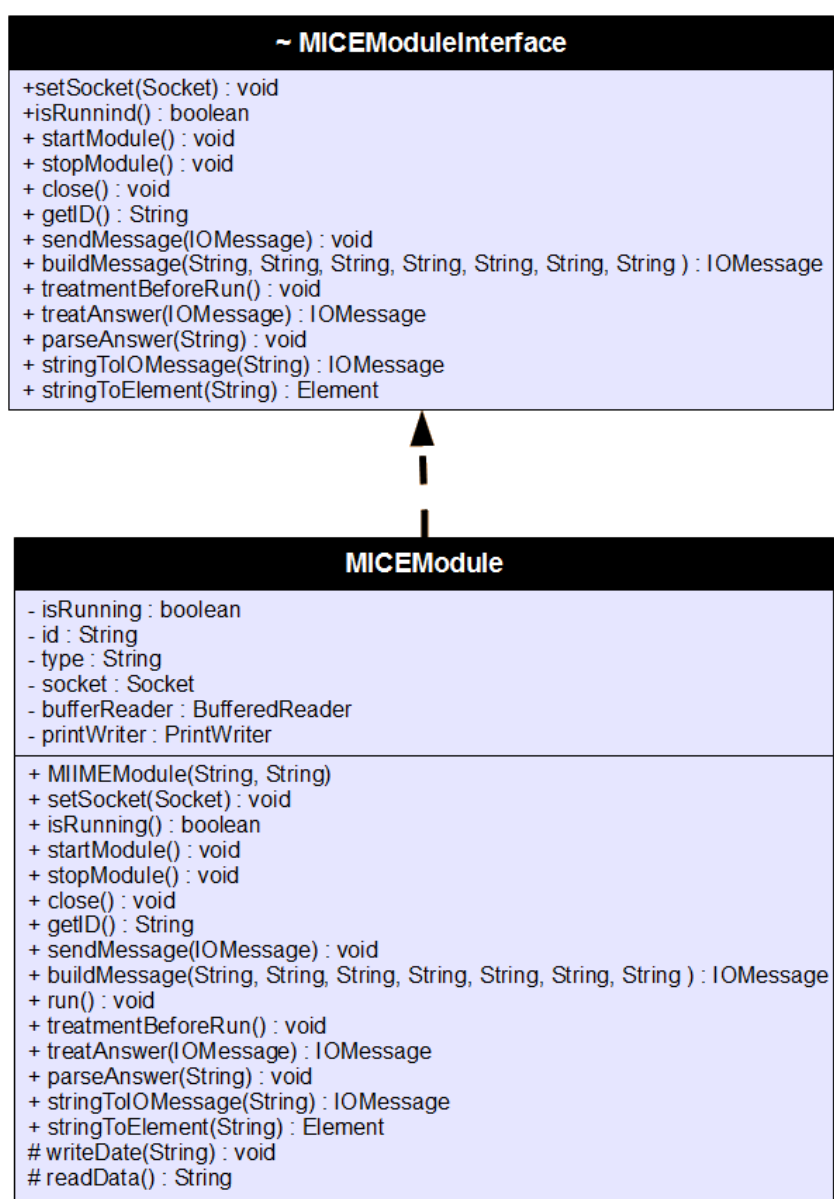 ~ MICEModuleInterface
+setSocket(Socket) : void
+isRunnind() : boolean
+ startModule() : void
+ stopModule() : void
+ close() : void
+ getID() : String
+ sendMessage(IOMessage) : void
+ buildMessage(String, String, String, String, String, String, String ) : IOMessage
+ treatmentBeforeRun() : void
+ treatAnswer(IOMessage) : IOMessage
+ parseAnswer(String) : void
+ stringToIOMessage(String) : IOMessage
+ stringToElement(String) : Element
MICEModule
- isRunning : boolean
- id : String
- type : String
- socket : Socket
- bufferReader : BufferedReader
- printWriter : PrintWriter
+ MIIMEModule(String, String)
+ setSocket(Socket) : void
+ isRunning() : boolean
+ startModule() : void
+ stopModule() : void
+ close() : void
+ getID() : String
+ sendMessage(IOMessage) : void
+ buildMessage(String, String, String, String, String, String, String ) : IOMessage
+ run() : void
+ treatmentBeforeRun() : void
+ treatAnswer(IOMessage) : IOMessage
+ parseAnswer(String) : void
+ stringToIOMessage(String) : IOMessage
+ stringToElement(String) : Element
# writeDate(String) : void
# readData() : String